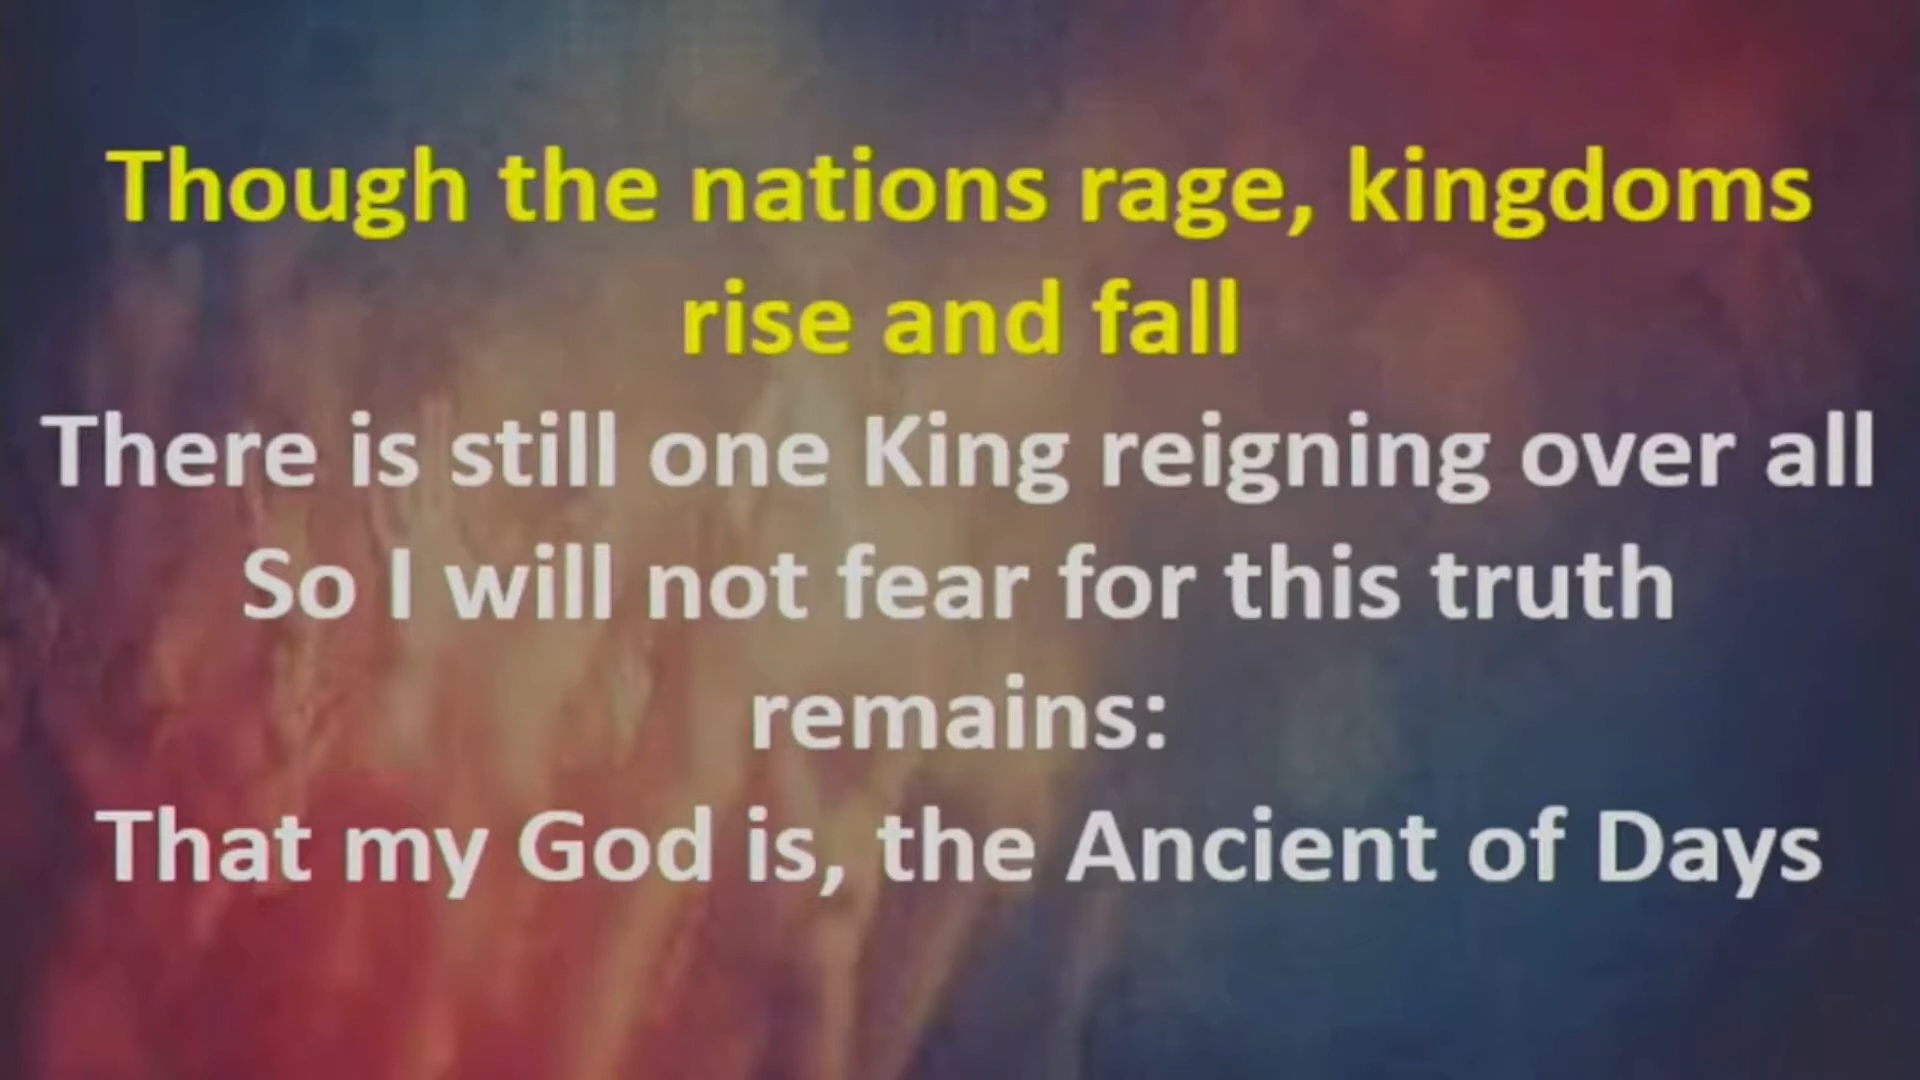 Though the nations rage, kingdoms
rise and fall
There is still one King reigning over all
So I will not fear for this truth
remains:
That my God is, the Ancient of Days